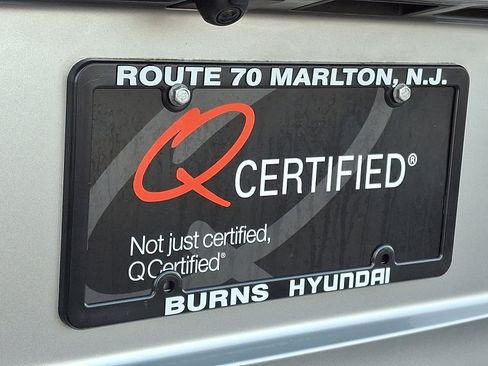 ROUTE 70 MARLTON, N.J.
Q CERTIFIED®
Not just certified,
Q Certified®
BURNS HYUNDAI